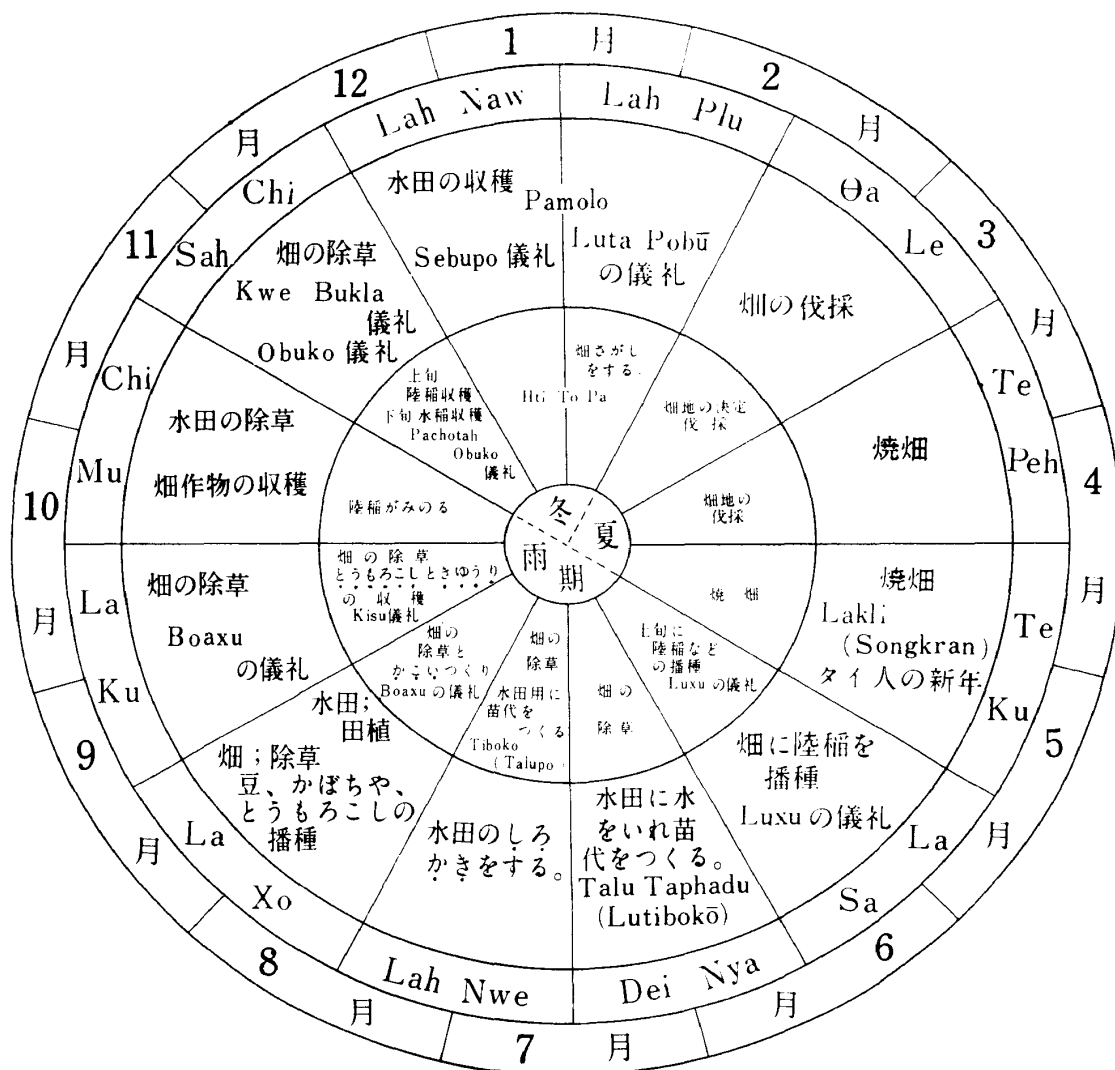 1 月
2 月
3 月
4 月
5 月
6 月
7 月
8 月
9 月
10 月
11 月
12 月
Lah Naw
Lah Plu
Θa Le
Te Peh
Te Ku
La Sa
Dei Nya
Lah Nwe
La Xo
La Ku
Chi Mu
Chi Sah
水田の収穫
Pamolo
Sebupo 儀礼
Luta Pobū
の儀礼
畑の伐採
焼畑
焼畑
Lakli
(Songkran)
タイ人の新年
畑に陸稲を
播種
Luxu の儀礼
水田に水
をいれ苗
代をつくる。
Talu Taphadu
(Lutibokō)
水田のしろ
かきをする。
水田;
田植
畑;除草
豆、かぼちや、
とうもろこしの
播種
畑の除草
Boaxu
の儀礼
水田の除草
畑作物の収穫
畑の除草
Kwe Bukla
儀礼
Obuko 儀礼
畑さがし
をする
To Pa
畑地の決定
伐採
畑地の
伐採
焼畑
上旬に
陸稲など
の播種
Luxu の儀礼
畑の
除草
畑の
除草
水田用に
苗代を
つくる
Tiboko
(Talupo)
畑の
除草と
かこいつくり
Boaxu の儀礼
畑の除草
とうもろこしときゆうり
の収穫
Kisu儀礼
陸稲がみのる
上旬
陸稲収穫
下旬 水稲収穫
Pachotah
Obuko
儀礼
冬
夏
雨期